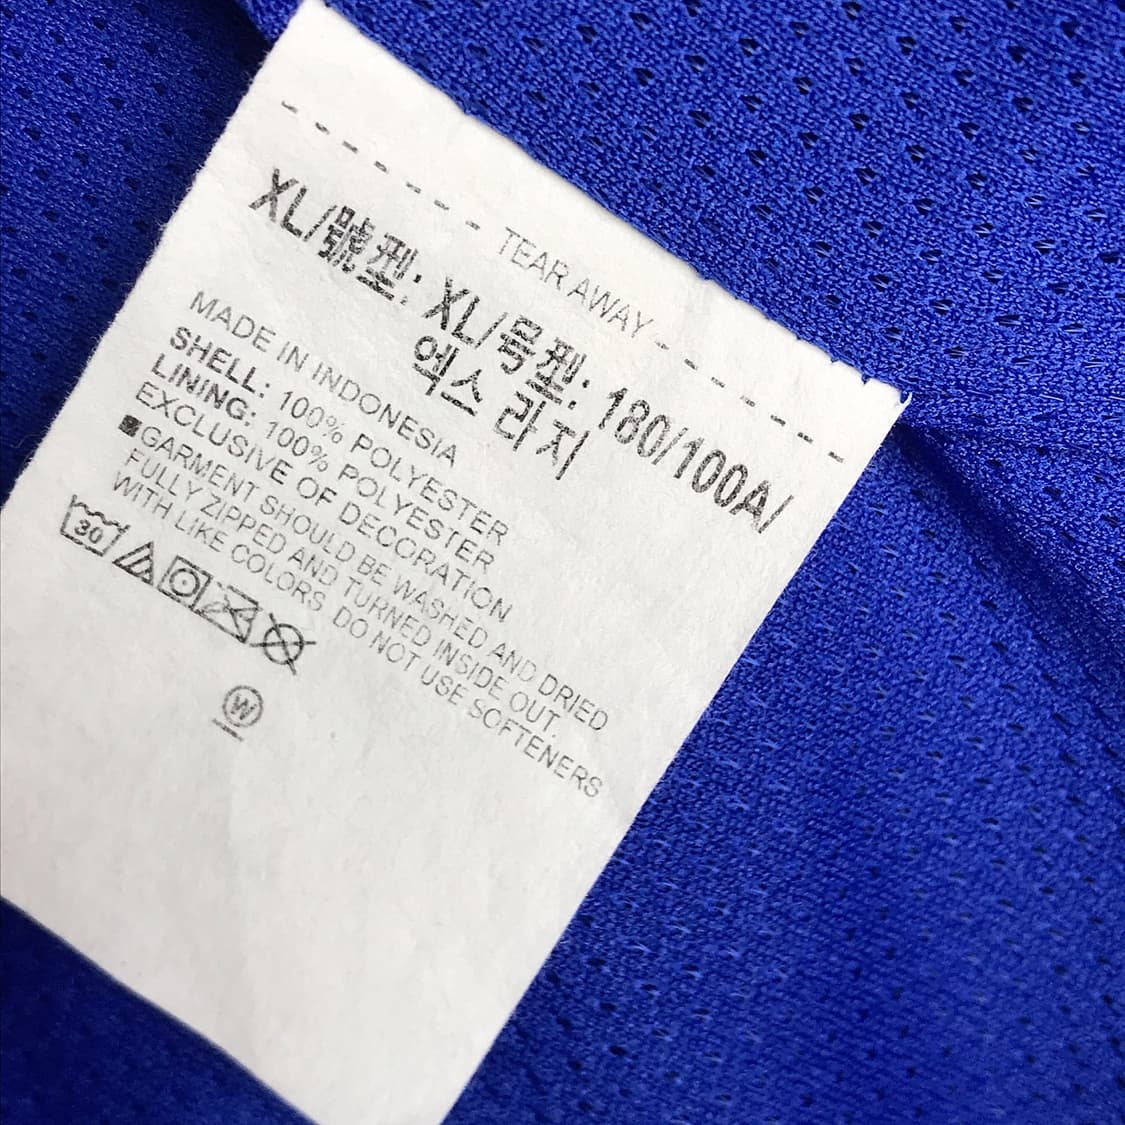 TEAR AWAY
XL/號型: XL/号型: 180/100A/
엑스 라지
MADE IN INDONESIA
SHELL: 100% POLYESTER
LINING: 100% POLYESTER
EXCLUSIVE OF DECORATION
■GARMENT SHOULD BE WASHED AND DRIED
FULLY ZIPPED AND TURNED INSIDE OUT.
WITH LIKE COLORS. DO NOT USE SOFTENERS
30
W